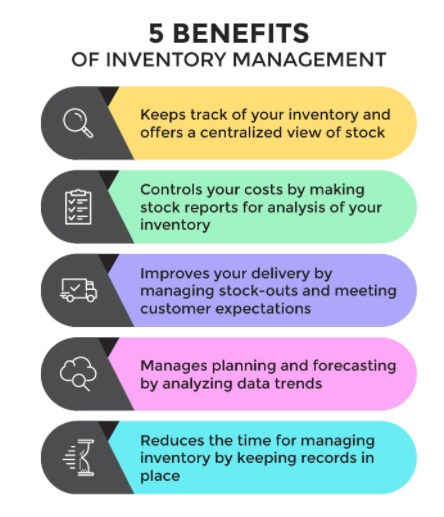 5 BENEFITS
OF INVENTORY MANAGEMENT
Keeps track of your inventory and
offers a centralized view of stock
Controls your costs by making
stock reports for analysis of your
inventory
Improves your delivery by
managing stock-outs and meeting
customer expectations
Manages planning and forecasting
by analyzing data trends
Reduces the time for managing
inventory by keeping records in
place